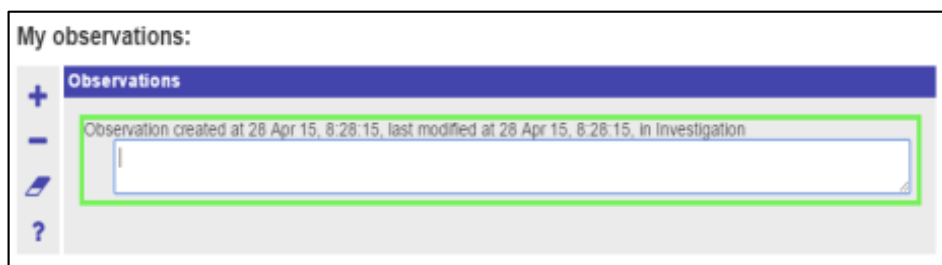 My observations:
Observations
Observation created at 28 Apr 15, 8:28:15, last modified at 28 Apr 15, 8:28:15, in Investigation
?